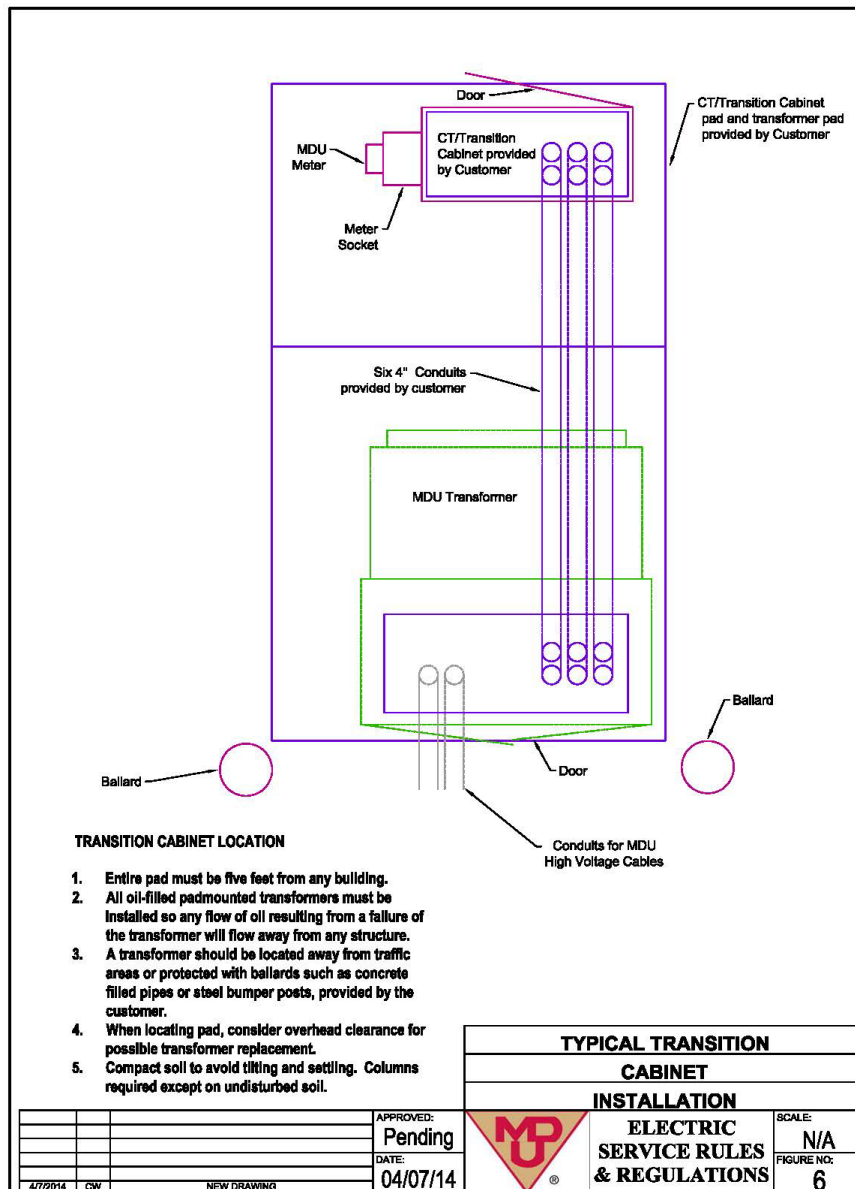 Door
CT/Transition Cabinet
pad and transformer pad
provided by Customer
CT/Transition
Cabinet provided
by Customer
MDU
Meter
Meter
Socket
Six 4" Conduits
provided by customer
MDU Transformer
Ballard
Door
Ballard
Conduits for MDU
High Voltage Cables
TRANSITION CABINET LOCATION
1. Entire pad must be five feet from any building.
2. All oil-filled padmounted transformers must be
installed so any flow of oil resulting from a failure of
the transformer will flow away from any structure.
3. A transformer should be located away from traffic
areas or protected with ballards such as concrete
filled pipes or steel bumper posts, provided by the
customer.
4. When locating pad, consider overhead clearance for
possible transformer replacement.
5. Compact soil to avoid tilting and settling. Columns
required except on undisturbed soil.
TYPICAL TRANSITION
CABINET
INSTALLATION
APPROVED:
Pending
DATE:
04/07/14
MDU
®
ELECTRIC
SERVICE RULES
& REGULATIONS
SCALE:
N/A
FIGURE NO:
6
4/7/2014 CW NEW DRAWING